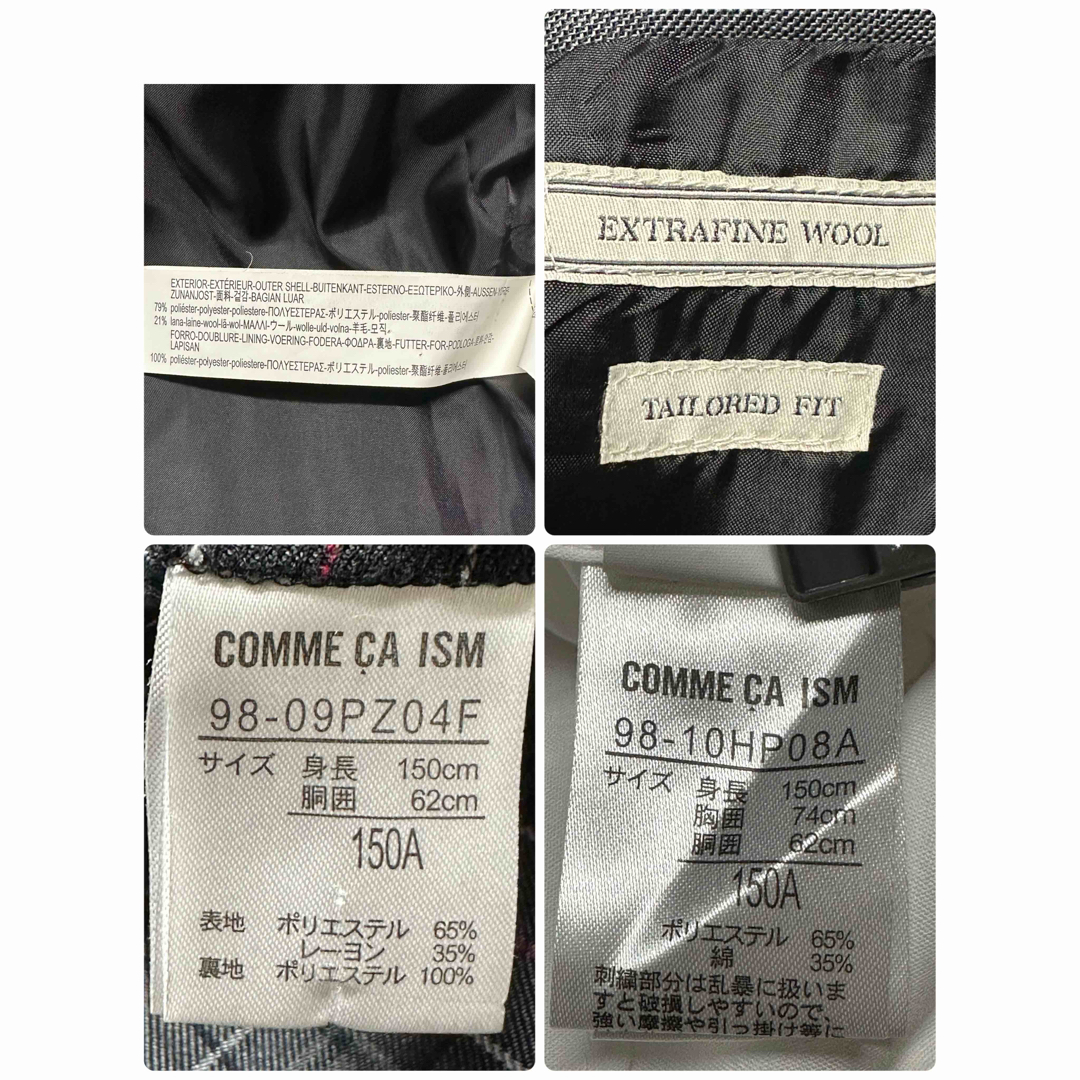 EXTERIOR-EXTÉRIEUR-OUTER SHELL-BUITENKANT-ESTERNO-ΕΞΩΤΕΡΙΚΟ-外側-AUSSEN-
ZUNANJOST-面料-겉감-BAGIAN LUAR
79% poliéster-polyester-poliestere-ΠΟΛΥΕΣΤΕΡΑΣ-ポリエステル-poliester-聚酯纤维-폴리에스터
21% lana-laine-wool-lã-wol-ΜΑΛΛΙ-ウール-wolle-uld-volna-羊毛-모직
FORRO-DOUBLURE-LINING-VOERING-FODERA-ΦΟΔΡΑ-裏地-FUTTER-FOR-PODLOGA-
LAPISAN
100% poliéster-polyester-poliestere-ΠΟΛΥΕΣΤΕΡΑΣ-ポリエステル-poliester-聚酯纤维-폴리에스터
EXTRAFINE WOOL
TAILORED FIT
COMME ÇA ISM
98-09PZ04F
サイズ 身長 150cm
胴囲 62cm
150A
表地 ポリエステル 65%
レーヨン 35%
裏地 ポリエステル 100%
COMME ÇA ISM
98-10HP08A
サイズ 身長 150cm
胸囲 74cm
胴囲 62cm
150A
ポリエステル 65%
綿 35%
刺繍部分は乱暴に扱いま
すと破損しやすいので、
強い摩擦や引っ掛け等に